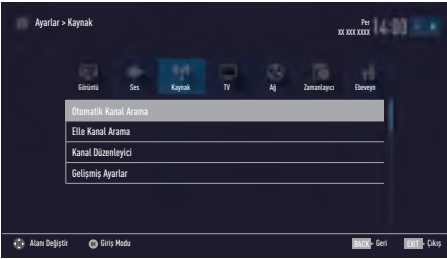 Ayarlar > Kaynak
Per
xx xxx xxxx
14:00
Görüntü Ses Kaynak TV Ağ Zamanlayıcı Ebeveyn
Otomatik Kanal Arama
Elle Kanal Arama
Kanal Düzenleyici
Gelişmiş Ayarlar
Alanı Değiştir OK Giriş Modu BACK Geri EXIT Çıkış